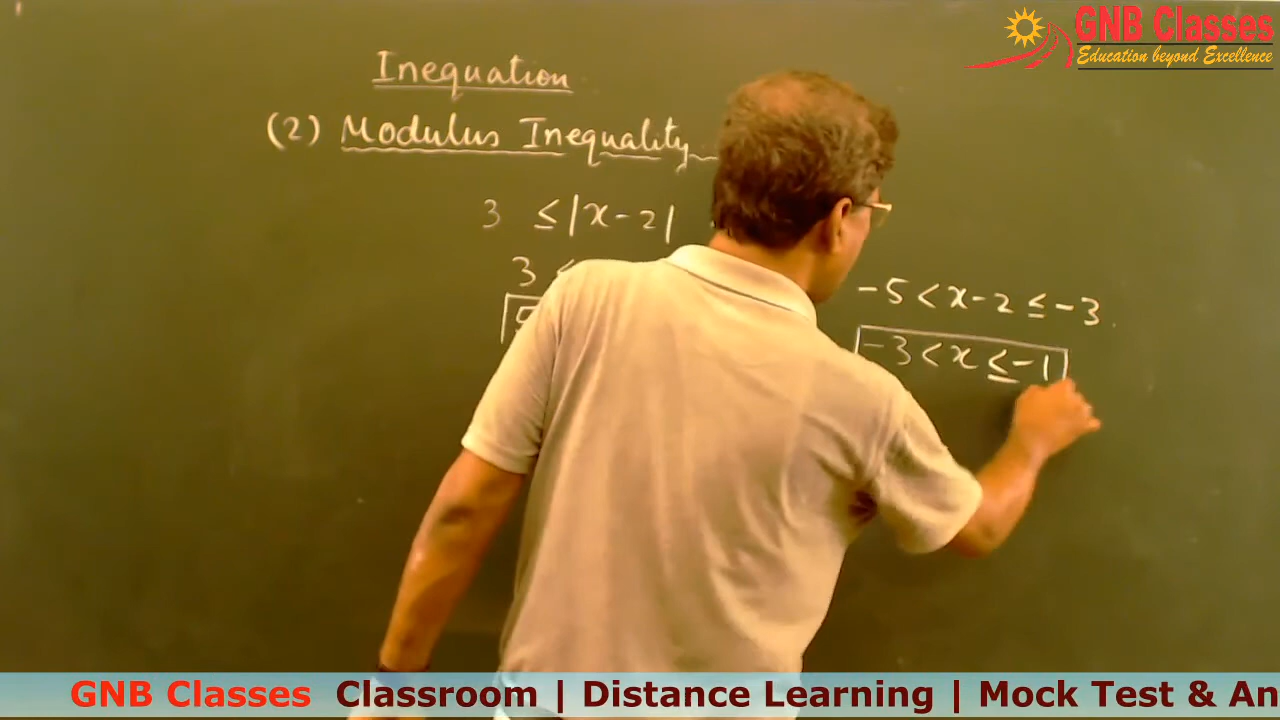 GNB Classes
Education beyond Excellence
Inequation
(2) Modulus Inequality
3 ≤ |x-2|
3
-5 < x-2 ≤ -3
-3 < x ≤ -1
GNB Classes Classroom | Distance Learning | Mock Test & An